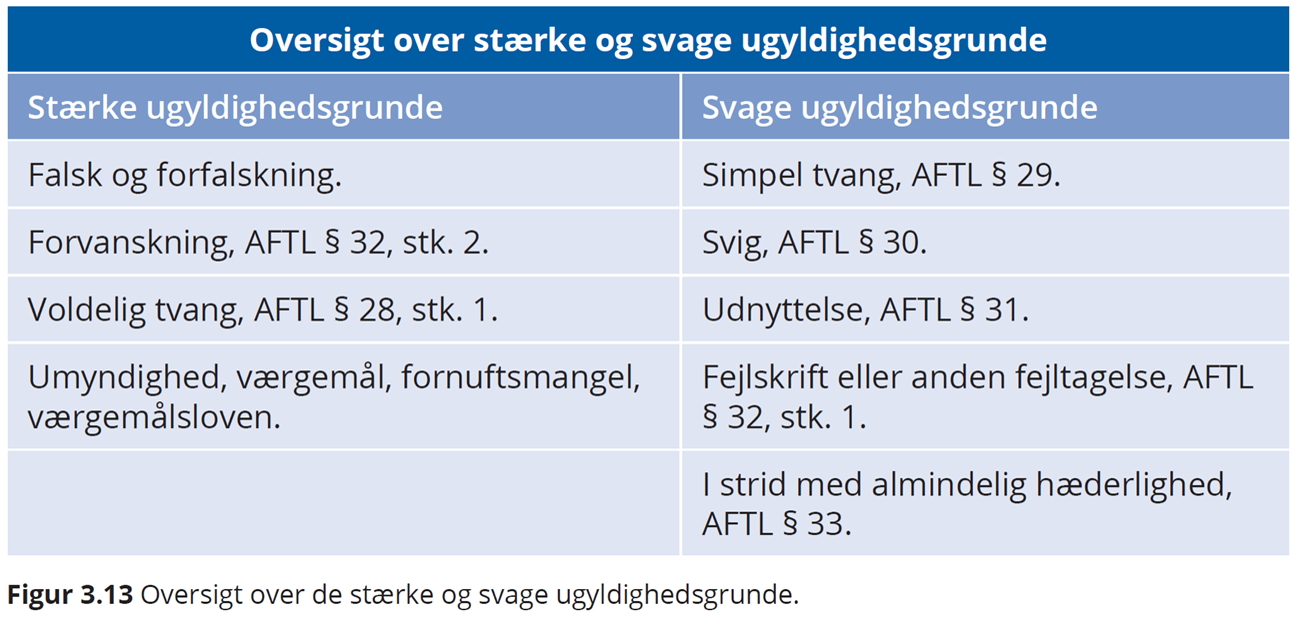 Oversigt over stærke og svage ugyldighedsgrunde
Stærke ugyldighedsgrunde
Svage ugyldighedsgrunde
Falsk og forfalskning.
Simpel tvang, AFTL § 29.
Forvanskning, AFTL § 32, stk. 2.
Svig, AFTL § 30.
Voldelig tvang, AFTL § 28, stk. 1.
Udnyttelse, AFTL § 31.
Umyndighed, værgemål, fornuftsmangel,
værgemålsloven.
Fejlskrift eller anden fejltagelse, AFTL
§ 32, stk. 1.
I strid med almindelig hæderlighed,
AFTL § 33.
Figur 3.13 Oversigt over de stærke og svage ugyldighedsgrunde.